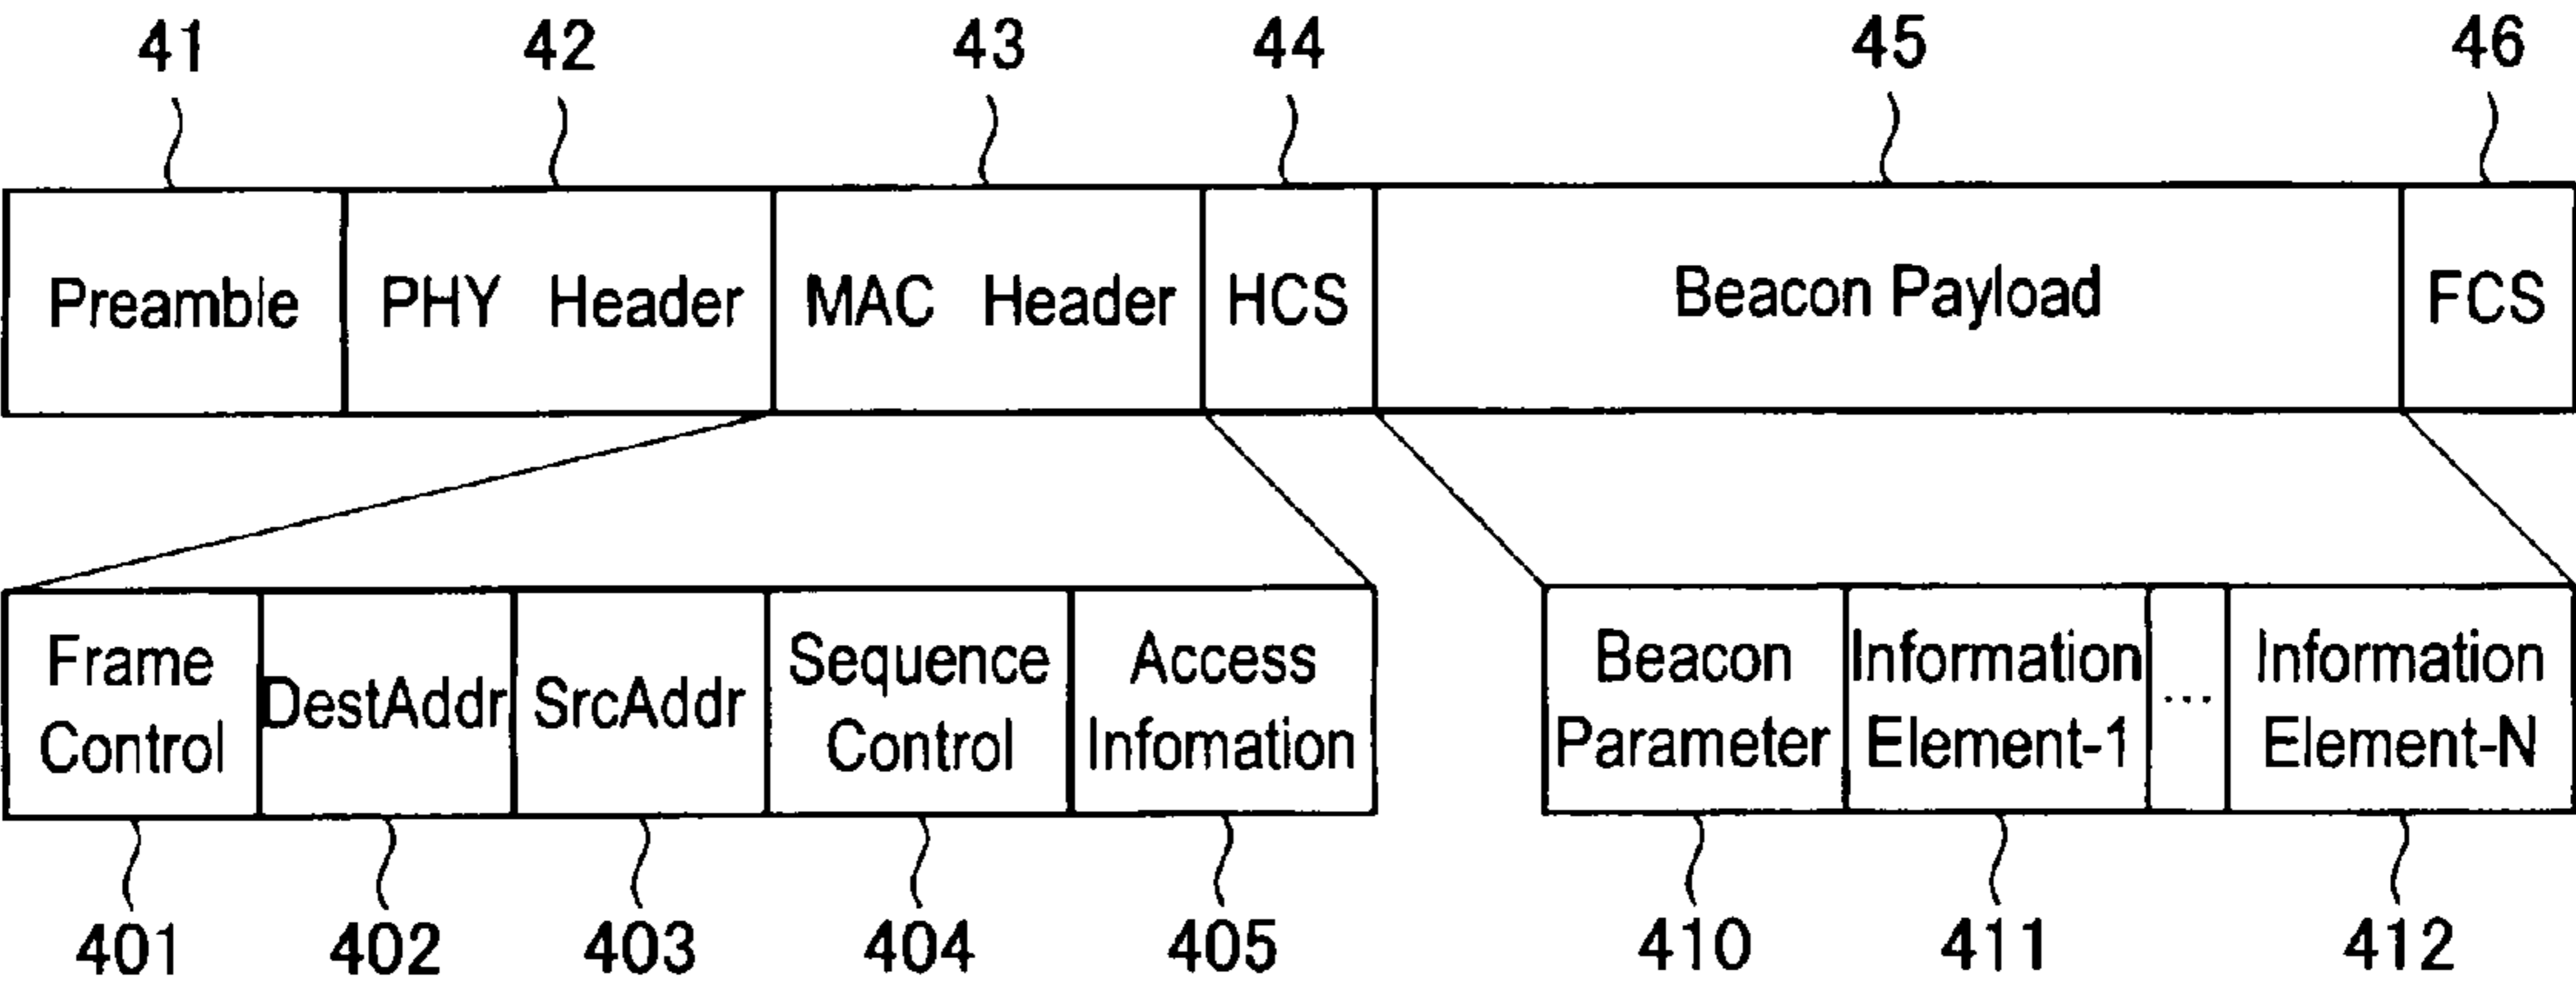 41 42 43 44 45 46
Preamble PHY Header MAC Header HCS Beacon Payload FCS
Frame Control DestAddr SrcAddr Sequence Control Access Infomation
Beacon Parameter Information Element-1 ... Information Element-N
401 402 403 404 405 410 411 412